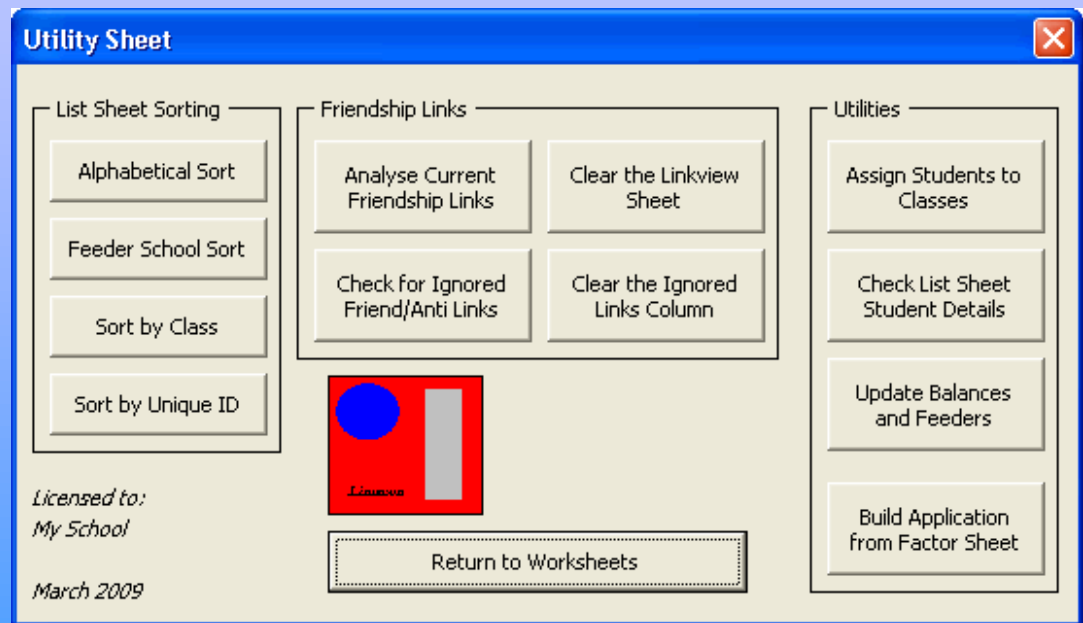 Utility Sheet
List Sheet Sorting
Alphabetical Sort
Feeder School Sort
Sort by Class
Sort by Unique ID
Friendship Links
Analyse Current
Friendship Links
Clear the Linkview
Sheet
Check for Ignored
Friend/Anti Links
Clear the Ignored
Links Column
Utilities
Assign Students to
Classes
Check List Sheet
Student Details
Update Balances
and Feeders
Build Application
from Factor Sheet
Licensed to:
My School
March 2009
Return to Worksheets